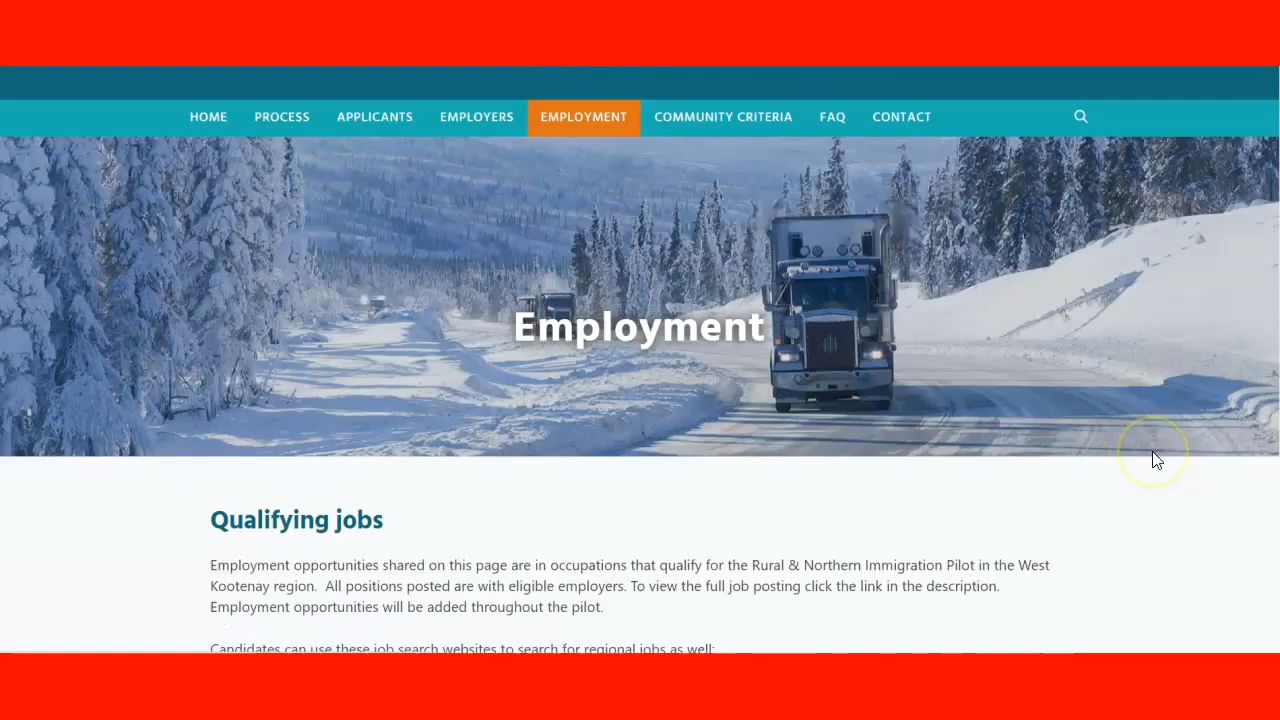 HOME PROCESS APPLICANTS EMPLOYERS EMPLOYMENT COMMUNITY CRITERIA FAQ CONTACT
Employment
Qualifying jobs
Employment opportunities shared on this page are in occupations that qualify for the Rural & Northern Immigration Pilot in the West
Kootenay region.  All positions posted are with eligible employers. To view the full job posting click the link in the description.
Employment opportunities will be added throughout the pilot.
Candidates can use these job search websites to search for regional jobs as well: